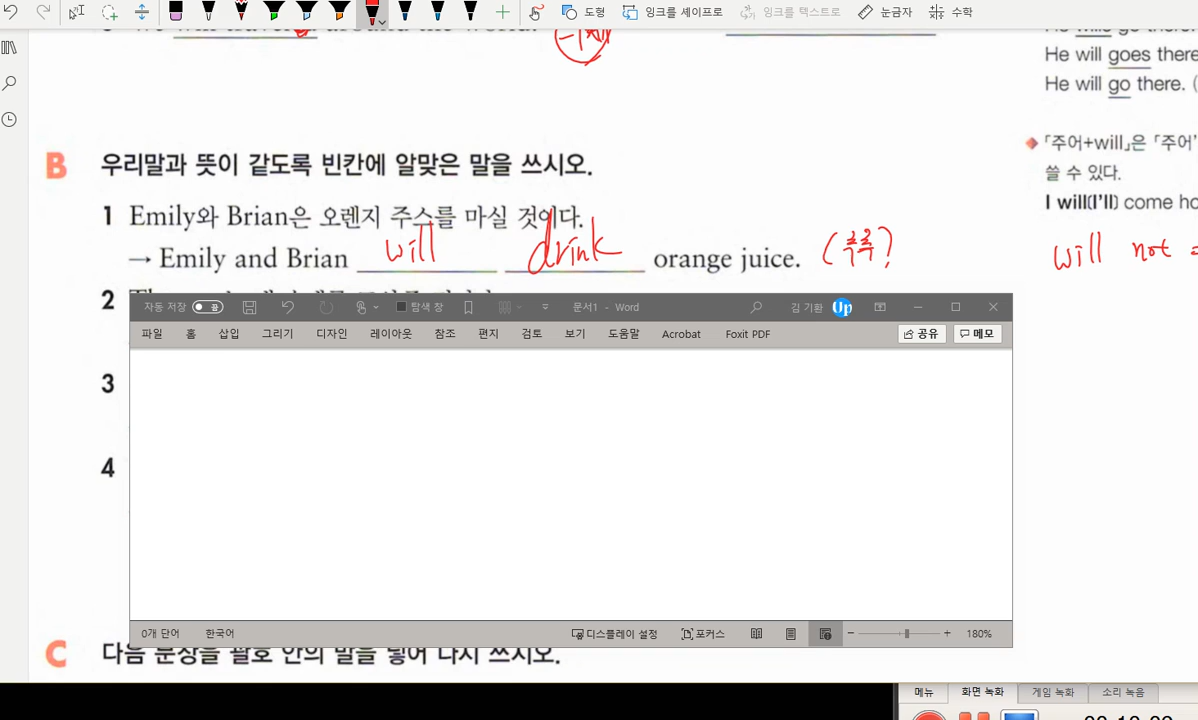 도형 잉크를 셰이프로 잉크를 텍스트로 눈금자 수학
He will goes there
He will go there. (
B 우리말과 뜻이 같도록 빈칸에 알맞은 말을 쓰시오.
「주어+will」은 「주어'
쓸 수 있다.
I will(I'll) come ho
will not =
1 Emily와 Brian은 오렌지 주스를 마실 것이다.
→ Emily and Brian will drink orange juice.
2
자동 저장 끔 탐색 창 문서1 - Word 김 기환 Up
파일 홈 삽입 그리기 디자인 레이아웃 참조 편지 검토 보기 도움말 Acrobat Foxit PDF 공유 메모
3
4
0개 단어 한국어 디스플레이 설정 포커스 180%
C 다음 문장을 괄호 안의 말을 넣어 다시 쓰시오.
메뉴 화면 녹화 게임 녹화 소리 녹음